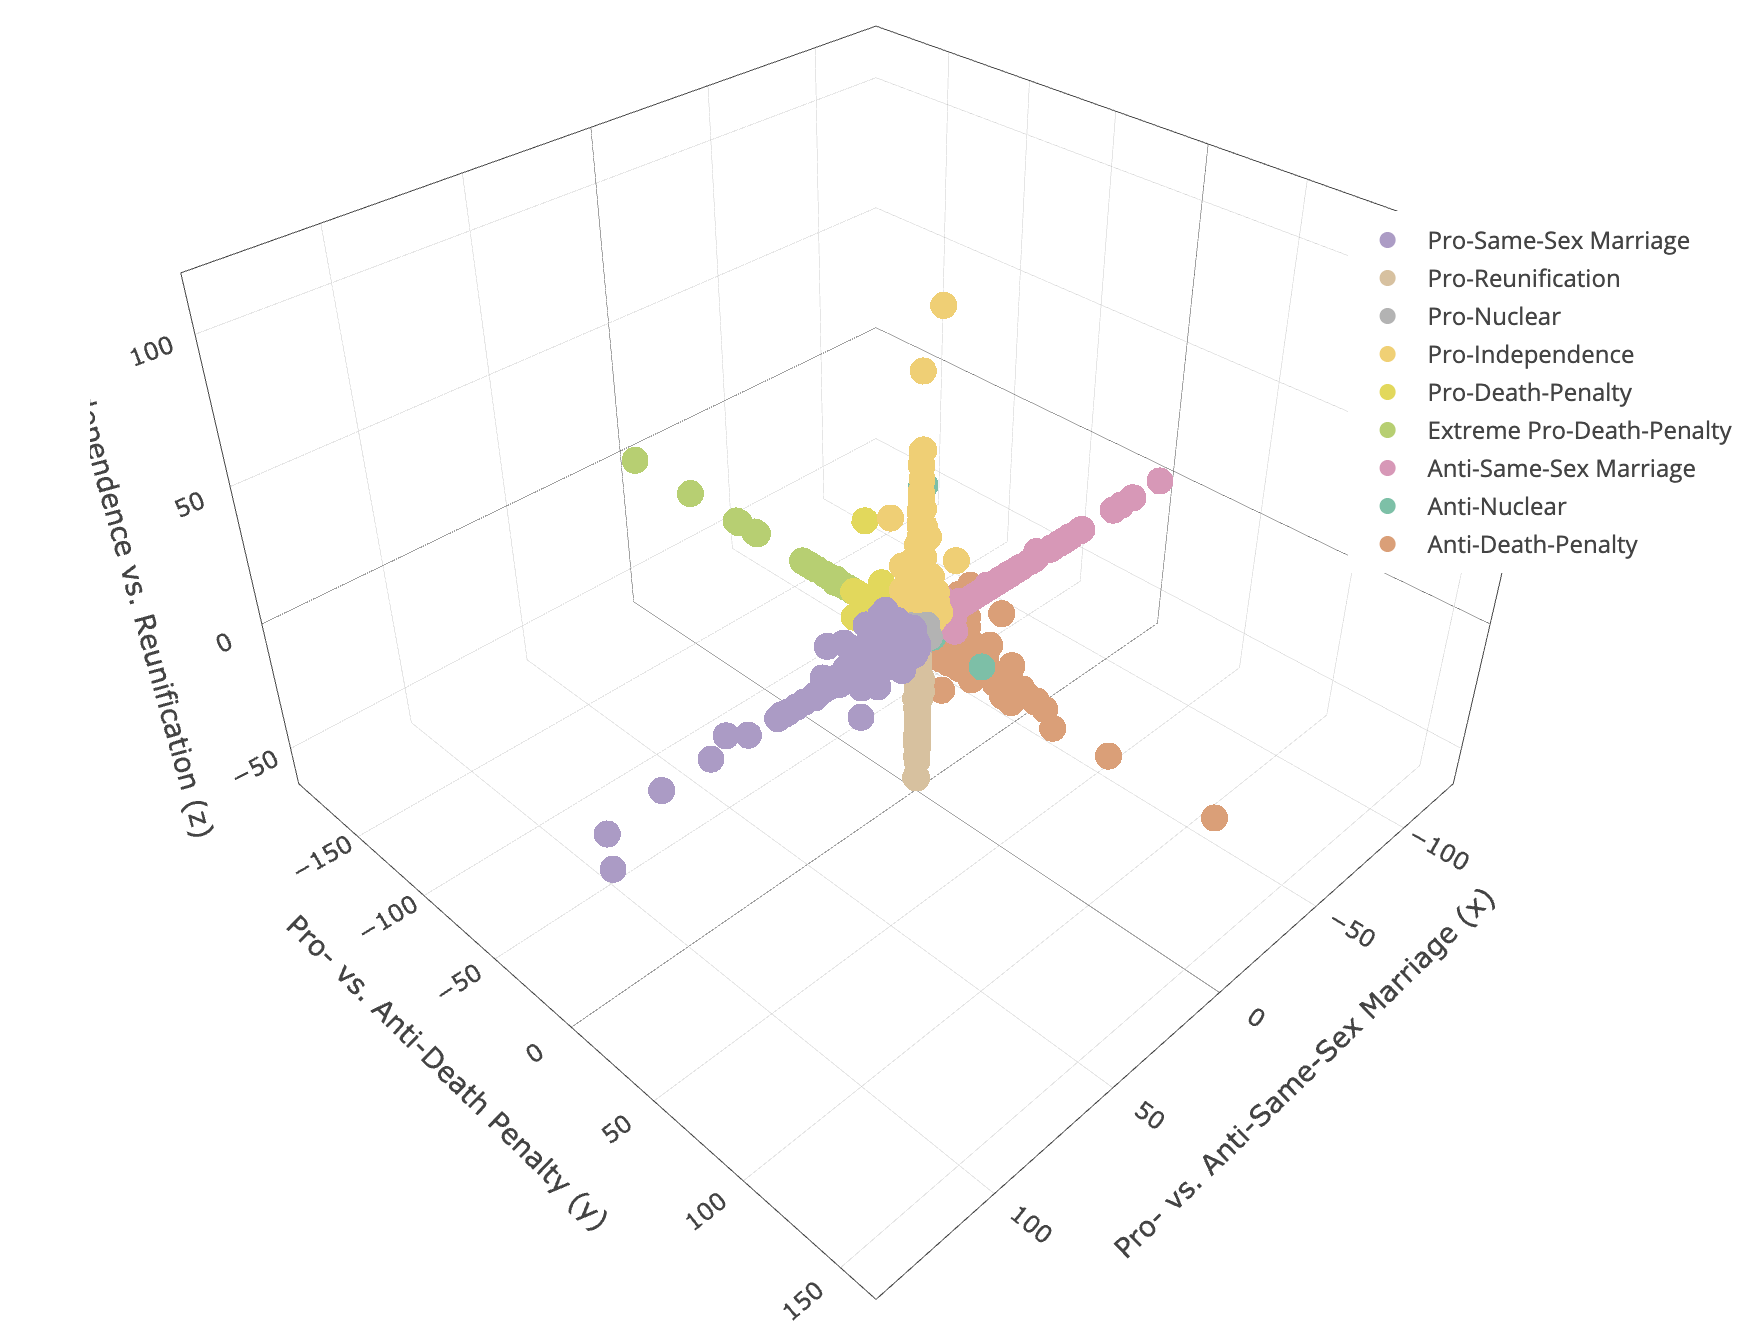 Pro-Same-Sex Marriage
Pro-Reunification
Pro-Nuclear
Pro-Independence
Pro-Death-Penalty
Extreme Pro-Death-Penalty
Anti-Same-Sex Marriage
Anti-Nuclear
Anti-Death-Penalty
100
50
0
−50
vs. Reunification (z)
−150
−100
−50
0
50
100
150
Pro- vs. Anti-Death Penalty (y)
−100
−50
0
50
100
Pro- vs. Anti-Same-Sex Marriage (x)